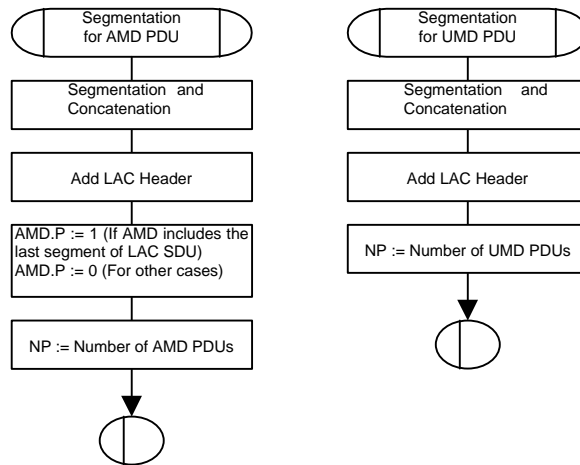 Segmentation
for AMD PDU
Segmentation and
Concatenation
Add LAC Header
AMD.P := 1 (If AMD includes the
last segment of LAC SDU)
AMD.P := 0 (For other cases)
NP := Number of AMD PDUs
Segmentation
for UMD PDU
Segmentation and
Concatenation
Add LAC Header
NP := Number of UMD PDUs